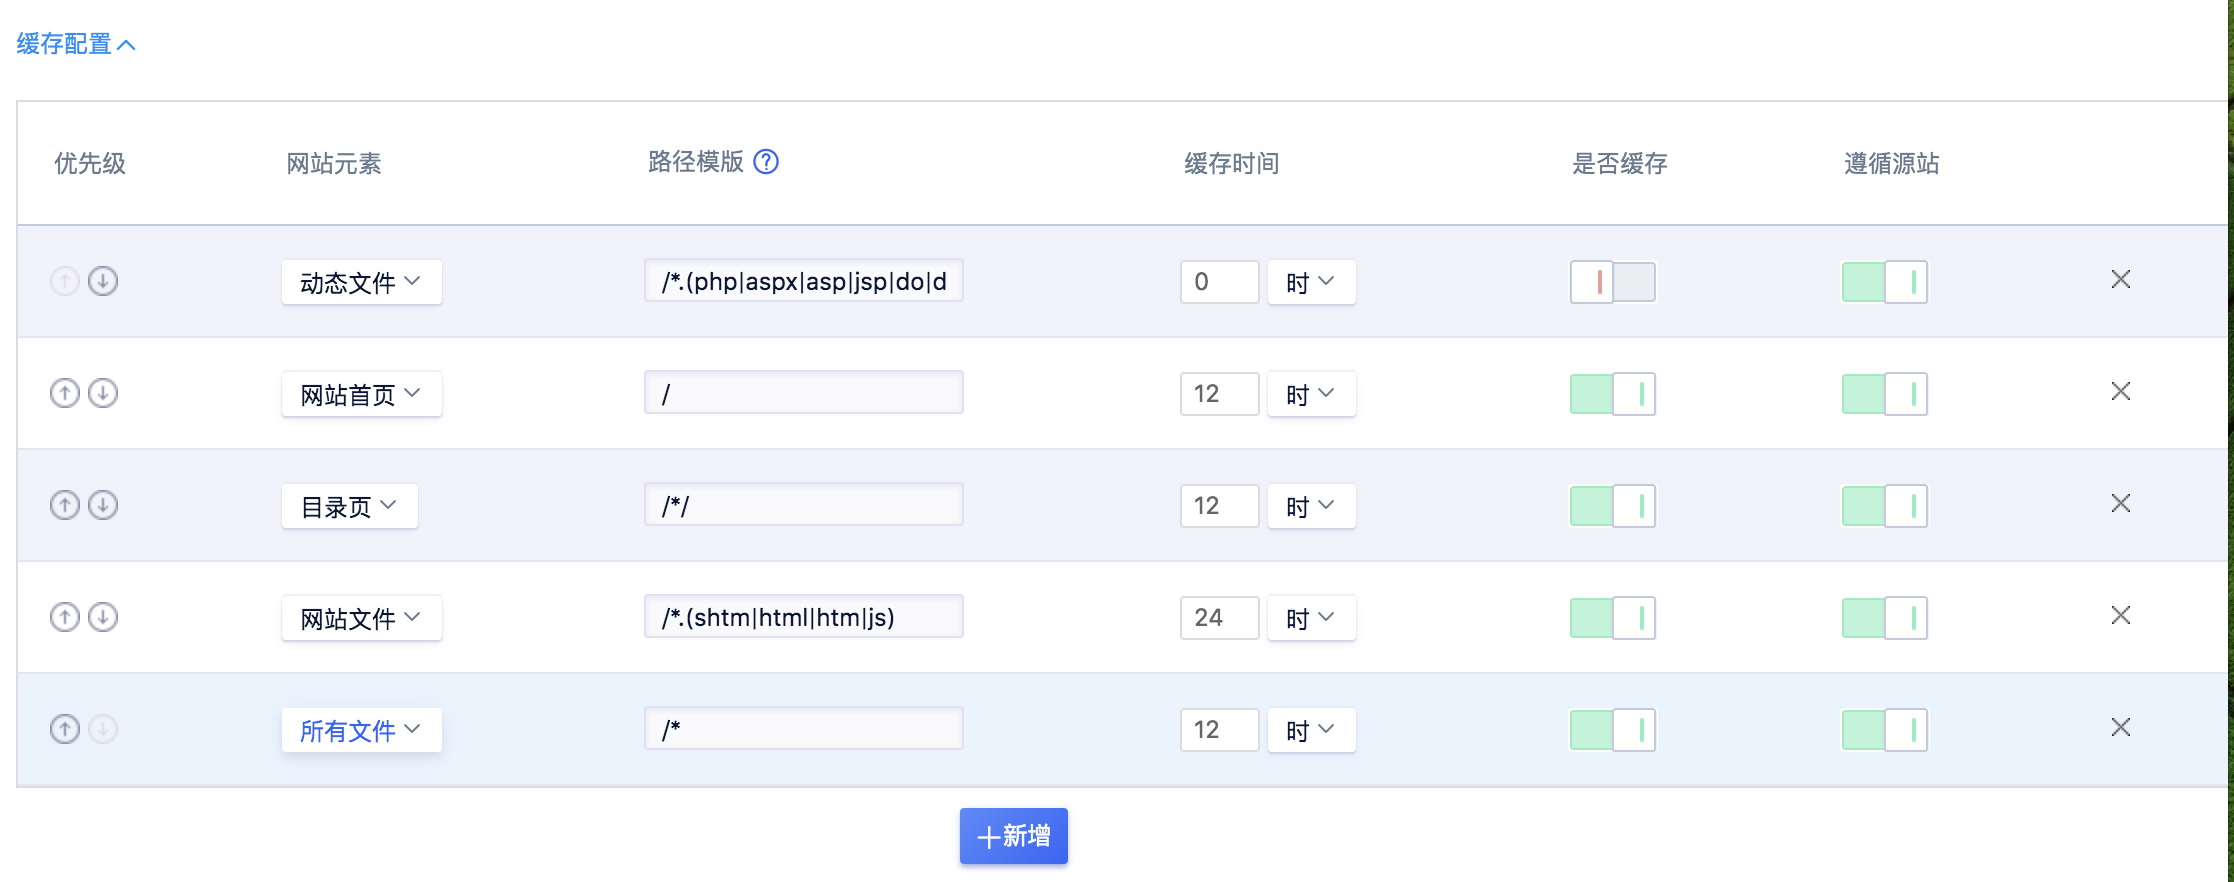 缓存配置
优先级 网站元素 路径模版 ? 缓存时间 是否缓存 遵循源站
动态文件 /*.(php|aspx|asp|jsp|do|d 0 时
网站首页 / 12 时
目录页 /*/ 12 时
网站文件 /*.(shtm|html|htm|js) 24 时
所有文件 /* 12 时
+新增